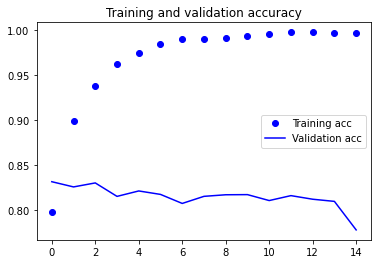 Training and validation accuracy
1.00
0.95
0.90
0.85
0.80
Training acc
Validation acc
0 2 4 6 8 10 12 14